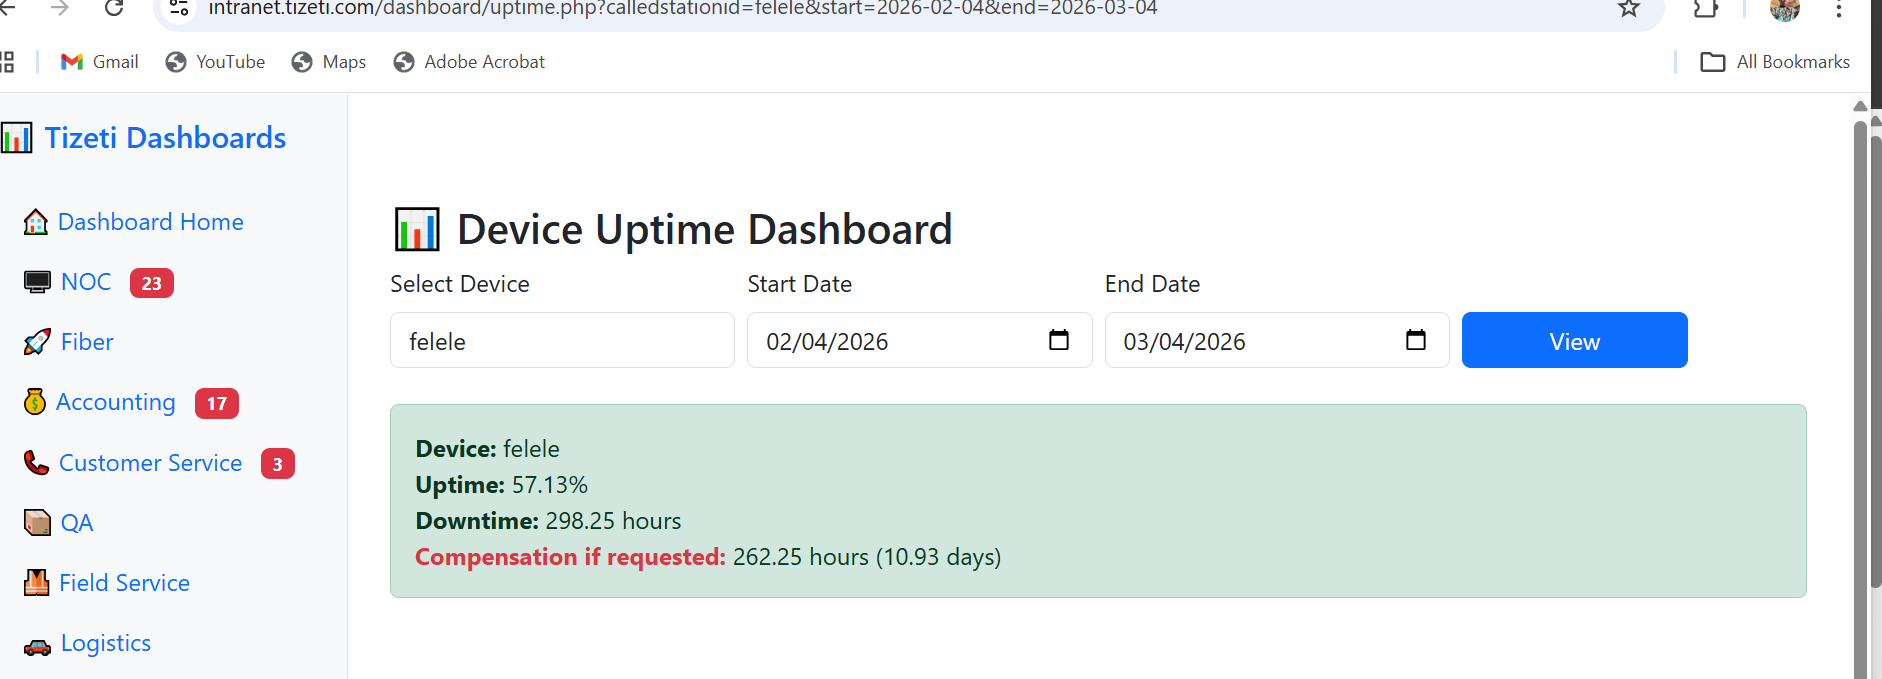 intranet.tizeti.com/dashboard/uptime.php?calledstationid=felele&start=2026-02-04&end=2026-03-04
Gmail
YouTube
Maps
Adobe Acrobat
All Bookmarks
Tizeti Dashboards
Dashboard Home
NOC 23
Fiber
Accounting 17
Customer Service 3
QA
Field Service
Logistics
Device Uptime Dashboard
Select Device
Start Date
End Date
felele
02/04/2026
03/04/2026
View
Device: felele
Uptime: 57.13%
Downtime: 298.25 hours
Compensation if requested: 262.25 hours (10.93 days)